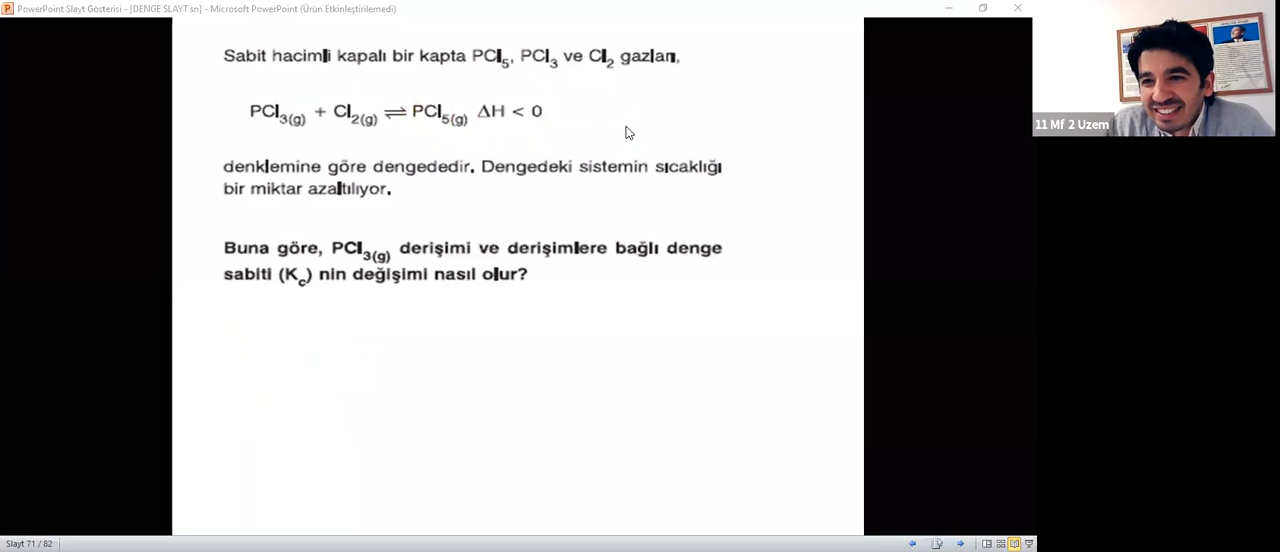 PowerPoint Slayt Gösterisi - [DENGE SLAYT sn] - Microsoft PowerPoint (Ürün Etkinleştirilemedi)
Sabit hacimli kapalı bir kapta PCl5, PCl3 ve Cl2 gazları,
PCl3(g) + Cl2(g) ⇌ PCl5(g) ΔH < 0
denklemine göre dengededir. Dengedeki sistemin sıcaklığı
bir miktar azaltılıyor.
Buna göre, PCl3(g) derişimi ve derişimlere bağlı denge
sabiti (Kc) nin değişimi nasıl olur?
11 Mf 2 Uzem
Slayt 71 / 82